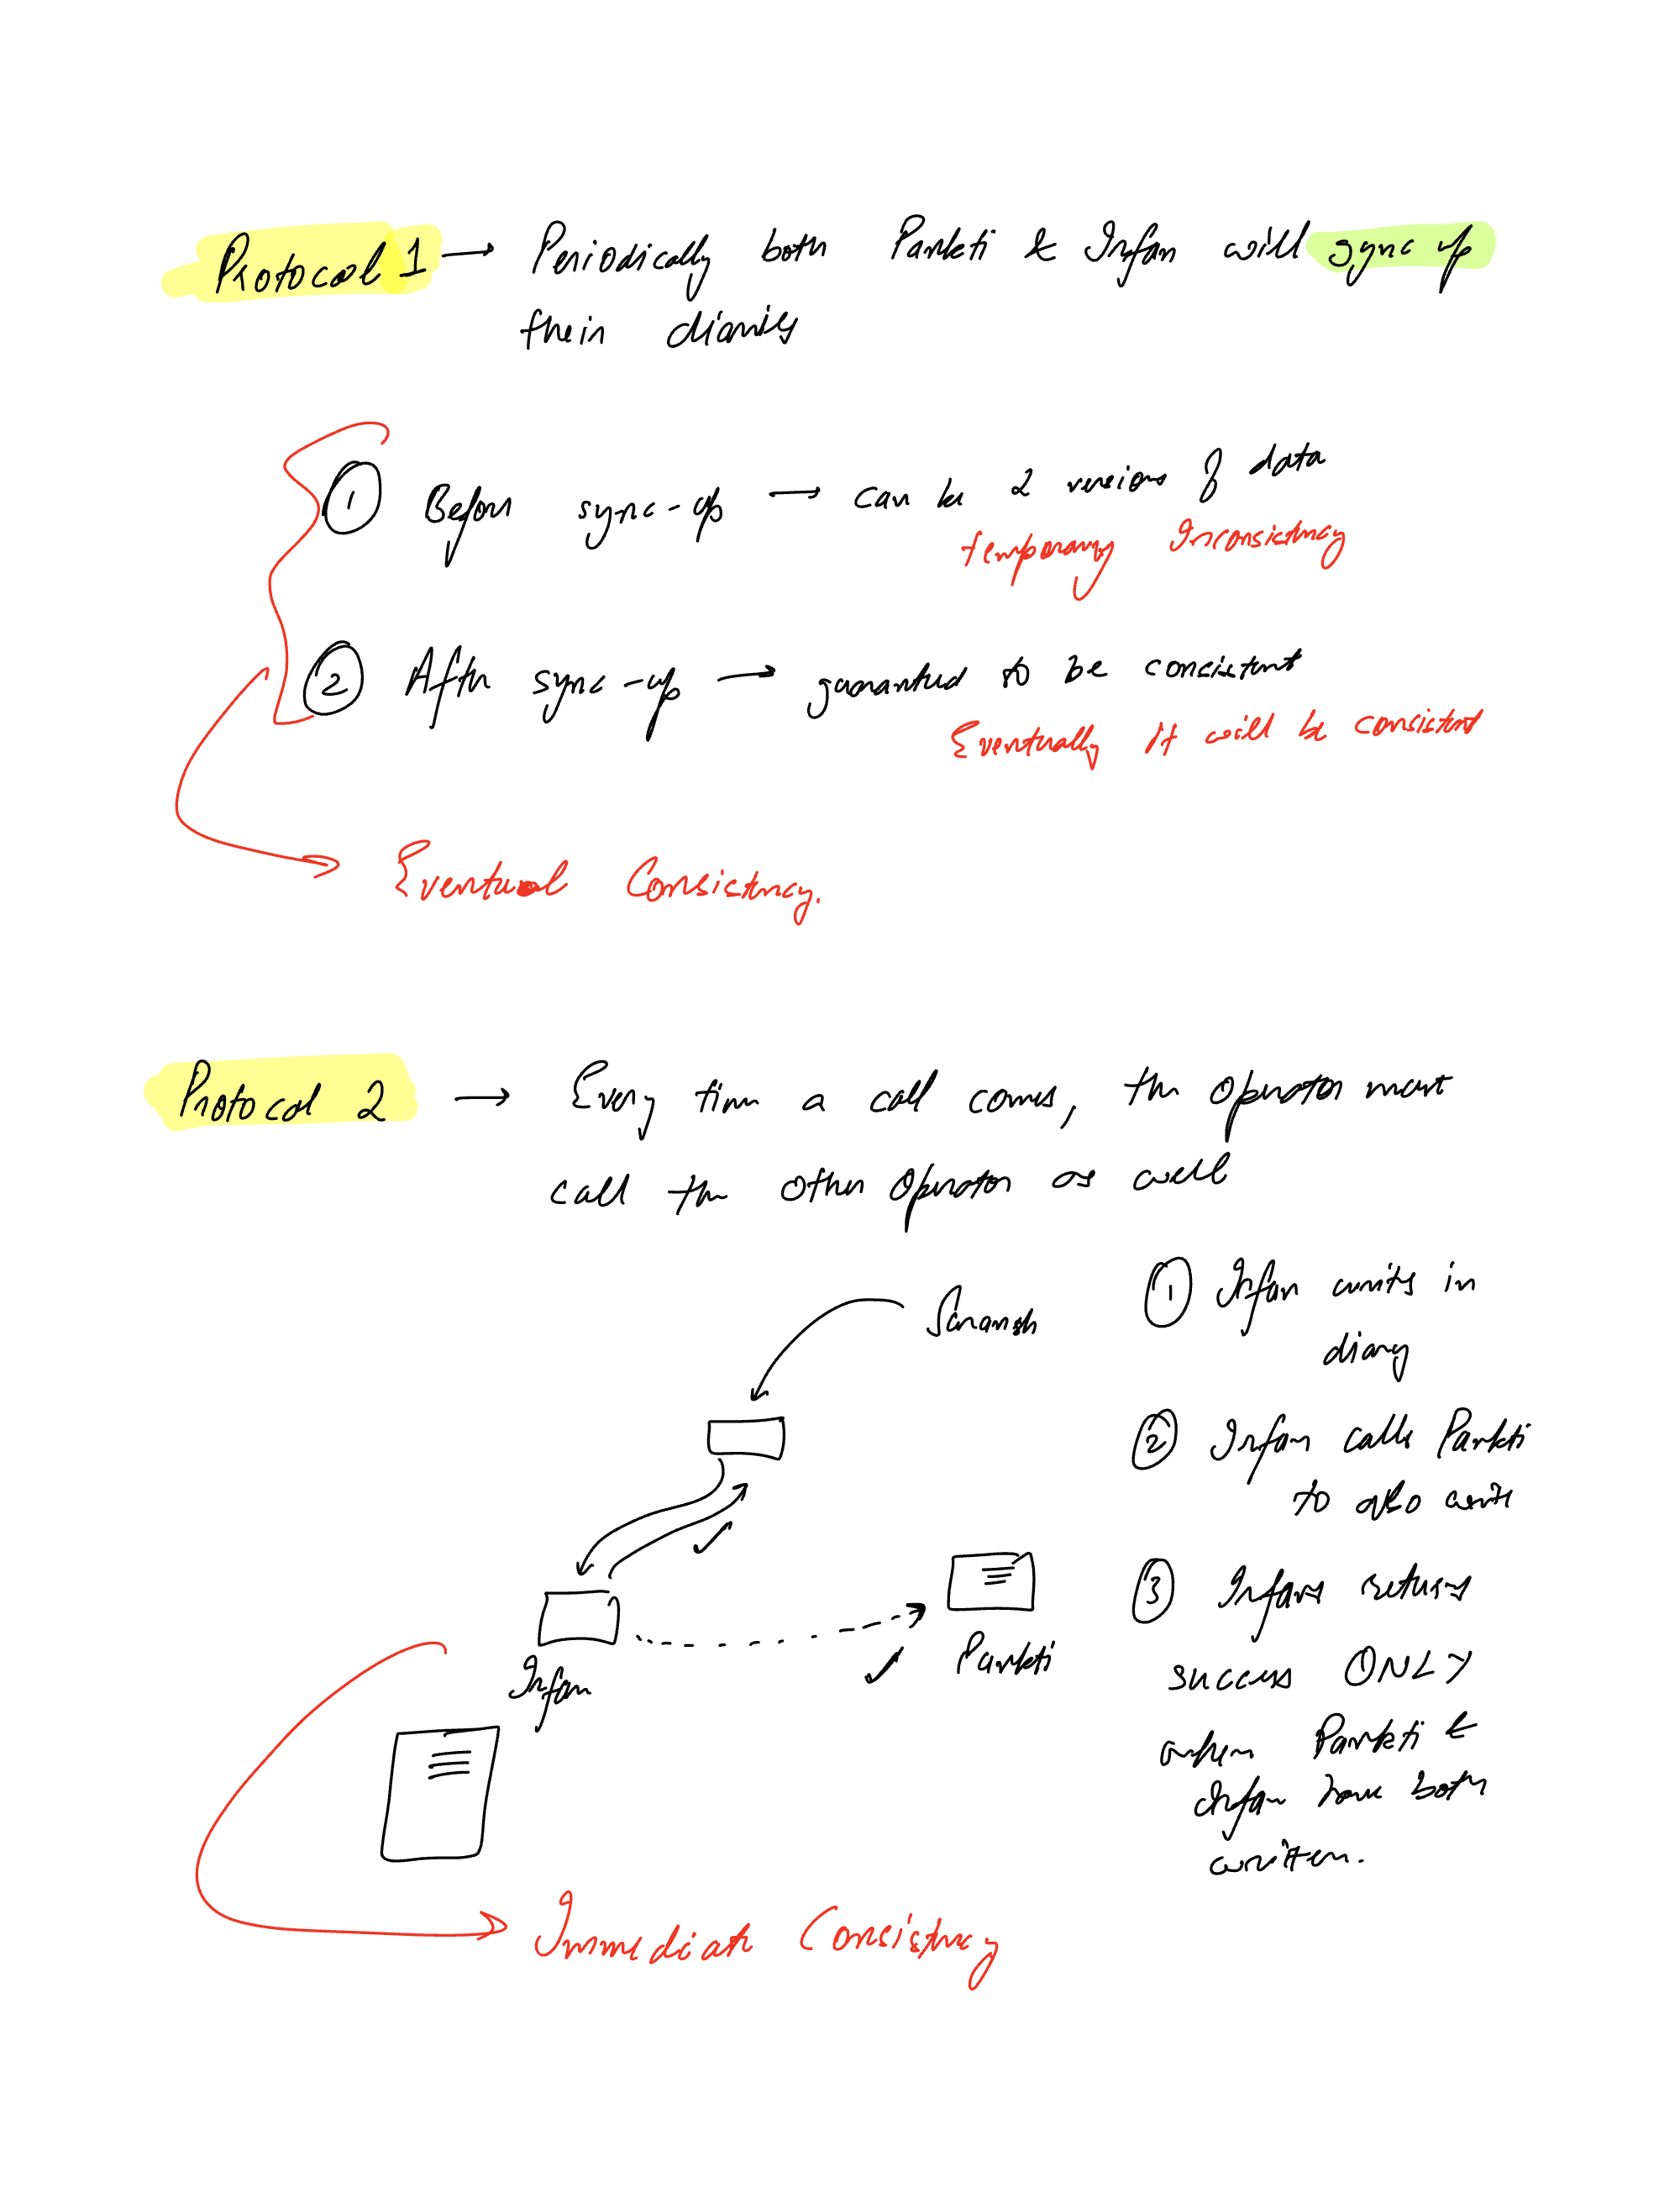 Protocol 1 → Periodically both Pankti & Irfan will sync up
their diaries
① Before sync-up → can be 2 versions of data
temporary Inconsistency
② After sync-up → guaranteed to be consistent
Eventually it will be consistent
Eventual Consistency.
Protocol 2 → Every time a call comes, the operator must
call the other operator as well
Saransh
① Irfan writes in
diary
② Irfan calls Pankti
to also write
③ Irfan returns
success ONLY
when Pankti &
Irfan have both
written.
Pankti
Irfan
Immediate Consistency